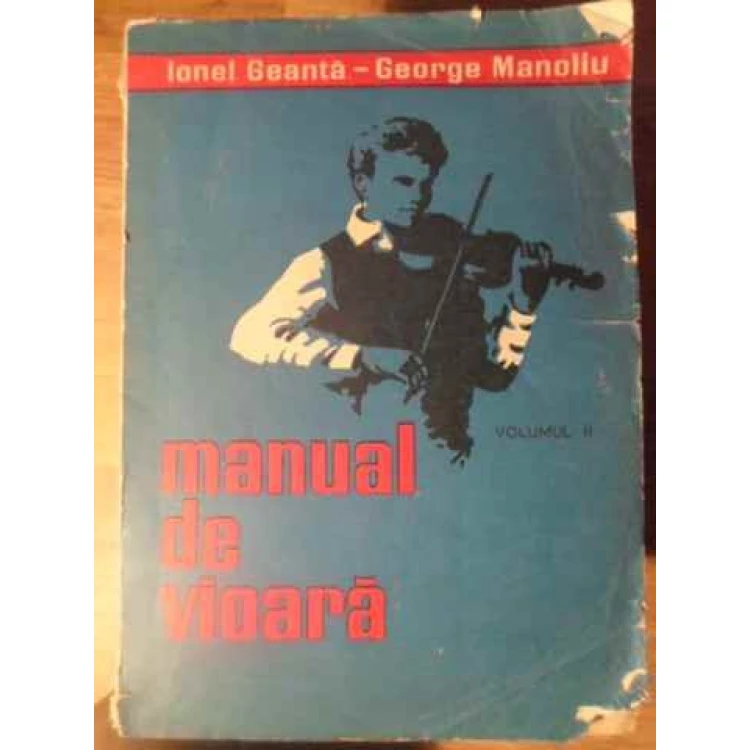 Ionel Geantă - George Manoliu
VOLUMUL II
manual
de
vioară